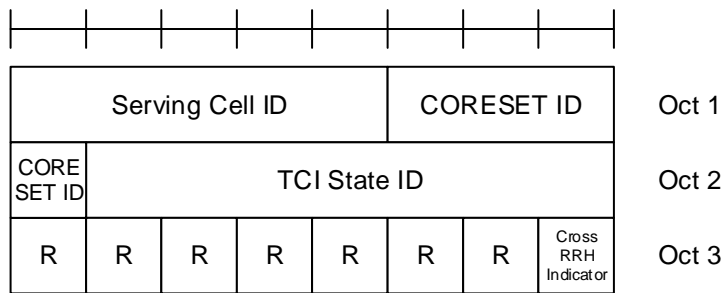 Serving Cell ID CORESET ID Oct 1
CORE
SET ID TCI State ID Oct 2
R R R R R R R Cross
RRH
Indicator Oct 3